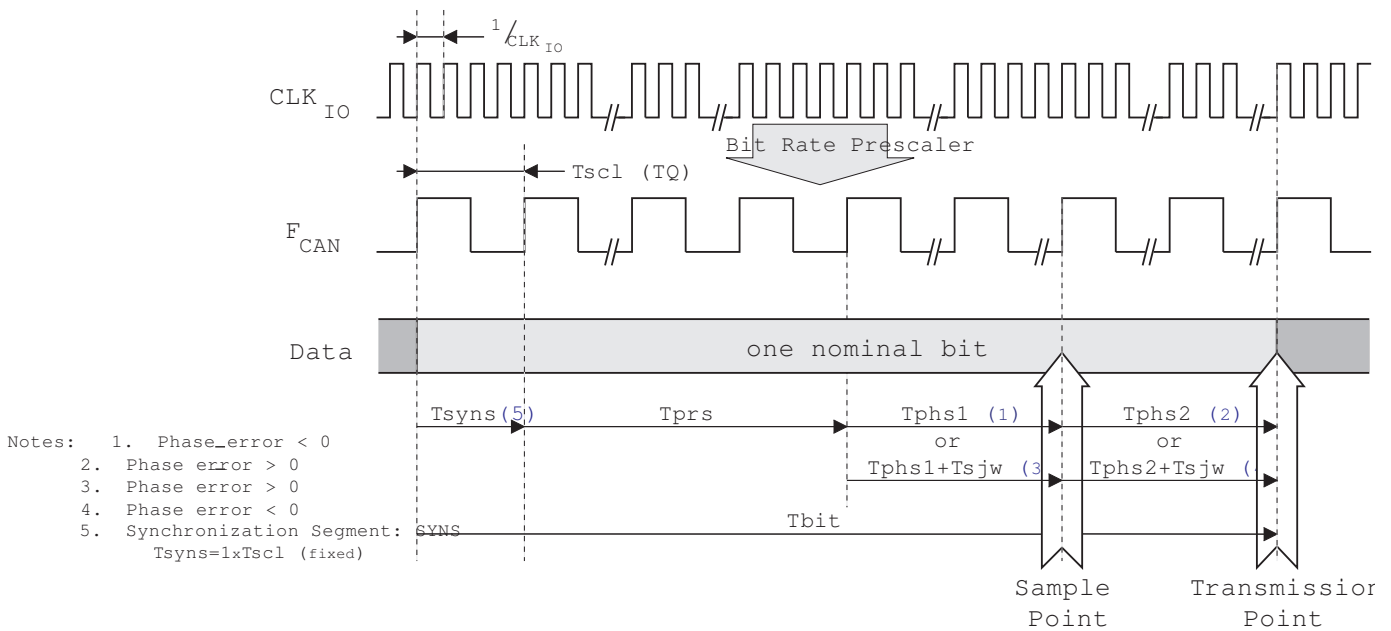 1/CLK IO
CLK IO
Bit Rate Prescaler
Tscl (TQ)
F CAN
Data
one nominal bit
Tsyns(5)
Tprs
Tphs1 (1)
Tphs2 (2)
or
or
Tphs1+Tsjw (3
Tphs2+Tsjw (
Tbit
Notes: 1. Phase error < 0
2. Phase error > 0
3. Phase error > 0
4. Phase error < 0
5. Synchronization Segment: SYNS
Tsyns=1xTscl (fixed)
Sample
Point
Transmission
Point